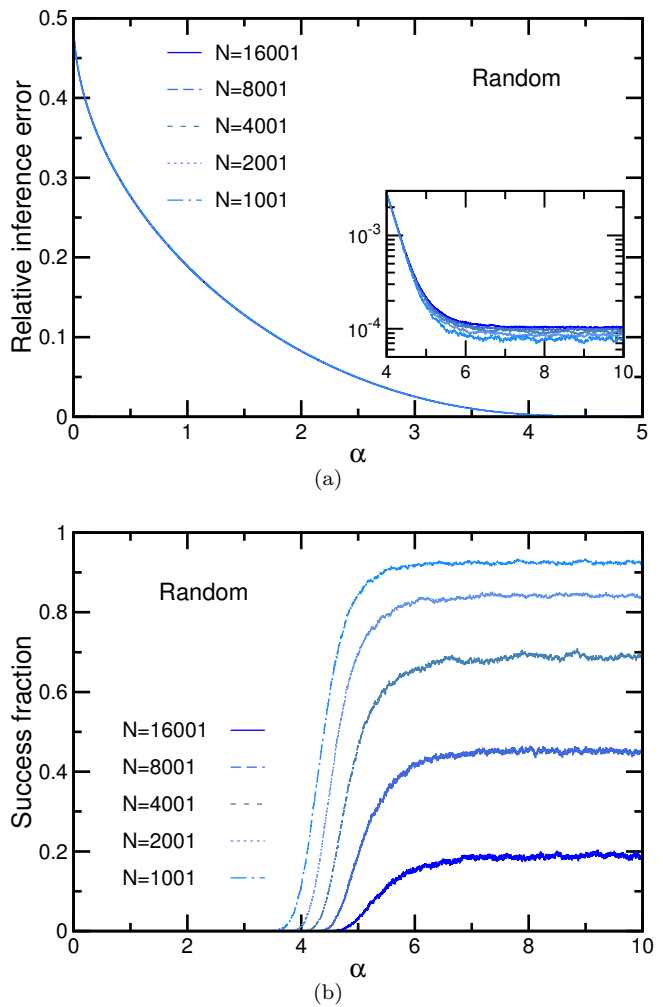 0.5
N=16001
N=8001
Random
0.4
N=4001
N=2001
0.3
N=1001
Relative inference error
10^{-3}
0.2
0.1
10^{-4}
4 6 8 10
0
0 1 2 3 4 5
α
(a)
1
Random
0.8
0.6
Success fraction
N=16001
0.4
N=8001
N=4001
0.2
N=2001
N=1001
0
0 2 4 6 8 10
α
(b)